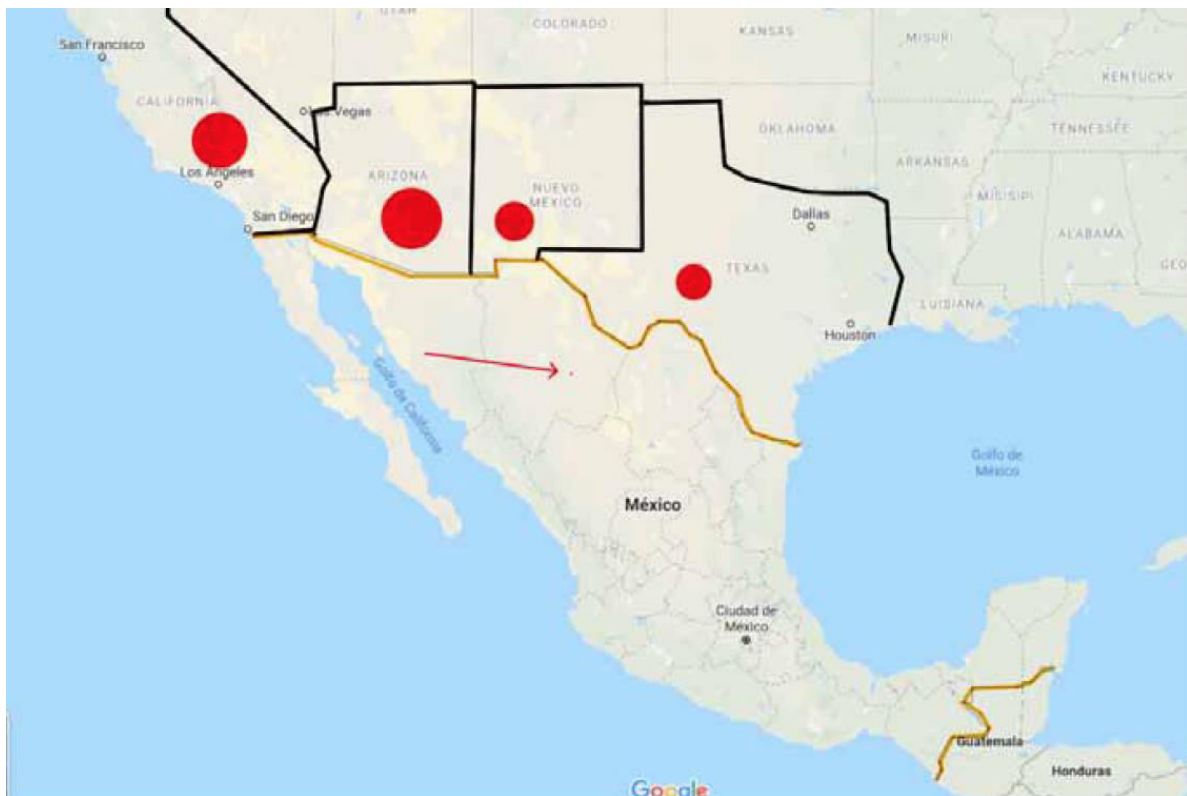 UTAH
COLORADO
KANSAS
MISURI
San Francisco
KENTUCKY
CALIFORNIA
Las Vegas
OKLAHOMA
TENNESSEE
ARKANSAS
Los Angeles
ARIZONA
NUEVO
MÉXICO
MISISIPI
San Diego
Dallas
ALABAMA
TEXAS
GEO
LUISIANA
Houston
Golfo de California
Golfo de
México
México
Ciudad de
México
Guatemala
Honduras
Google